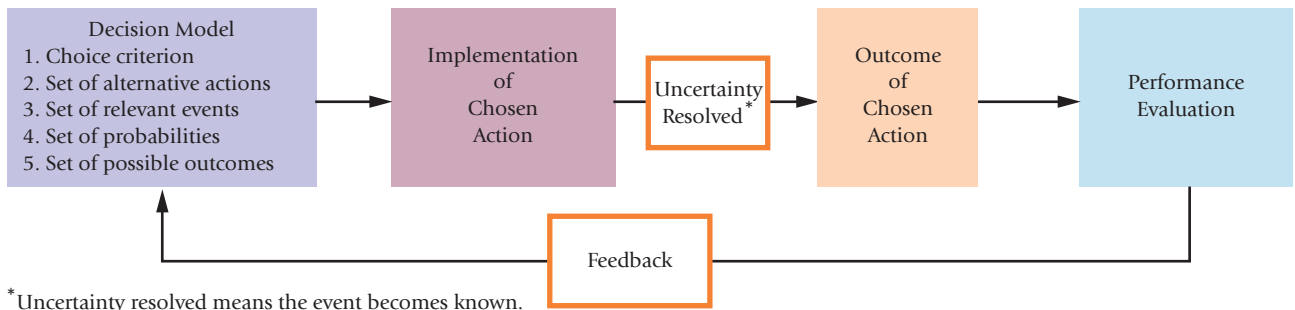 Decision Model
1. Choice criterion
2. Set of alternative actions
3. Set of relevant events
4. Set of probabilities
5. Set of possible outcomes
Implementation
of
Chosen
Action
Uncertainty
Resolved*
Outcome
of
Chosen
Action
Performance
Evaluation
Feedback
*Uncertainty resolved means the event becomes known.